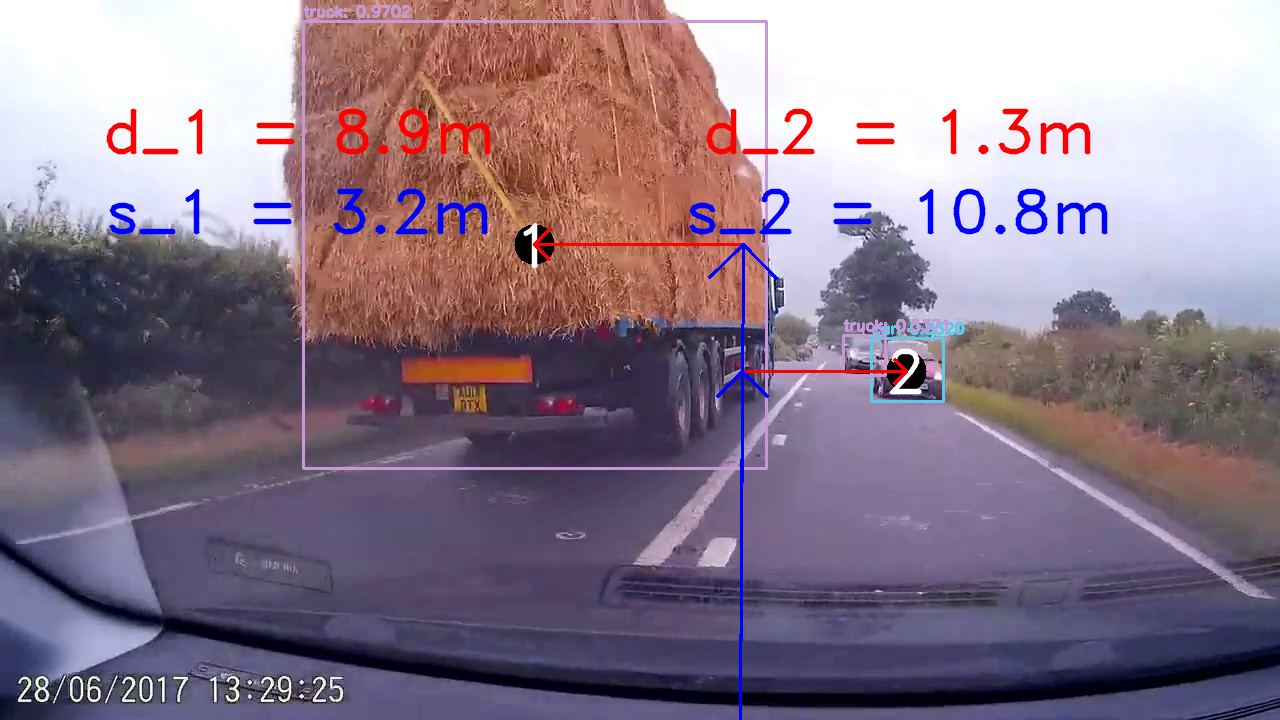 truck: 0.9702
d_1 = 8.9m
d_2 = 1.3m
s_1 = 3.2m
s_2 = 10.8m
1
2
28/06/2017 13:29:25